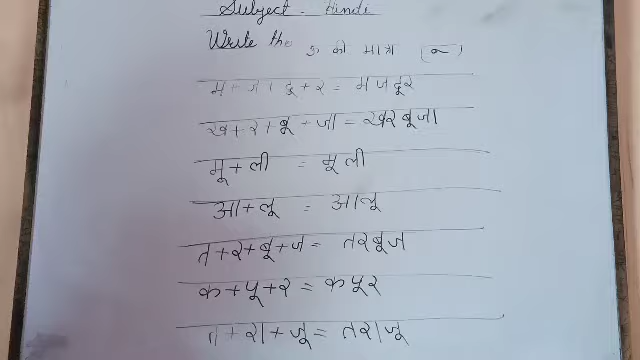 Subject - Hindi
Write the ऊ की मात्रा (ू)
म + ज + दू + र = मजदूर
ख + र + बू + जा = खरबूजा
मू + ली = मूली
आ + लू = आलू
त + र + बू + ज = तरबूज
क + पू + र = कपूर
त + रा + जू = तराजू